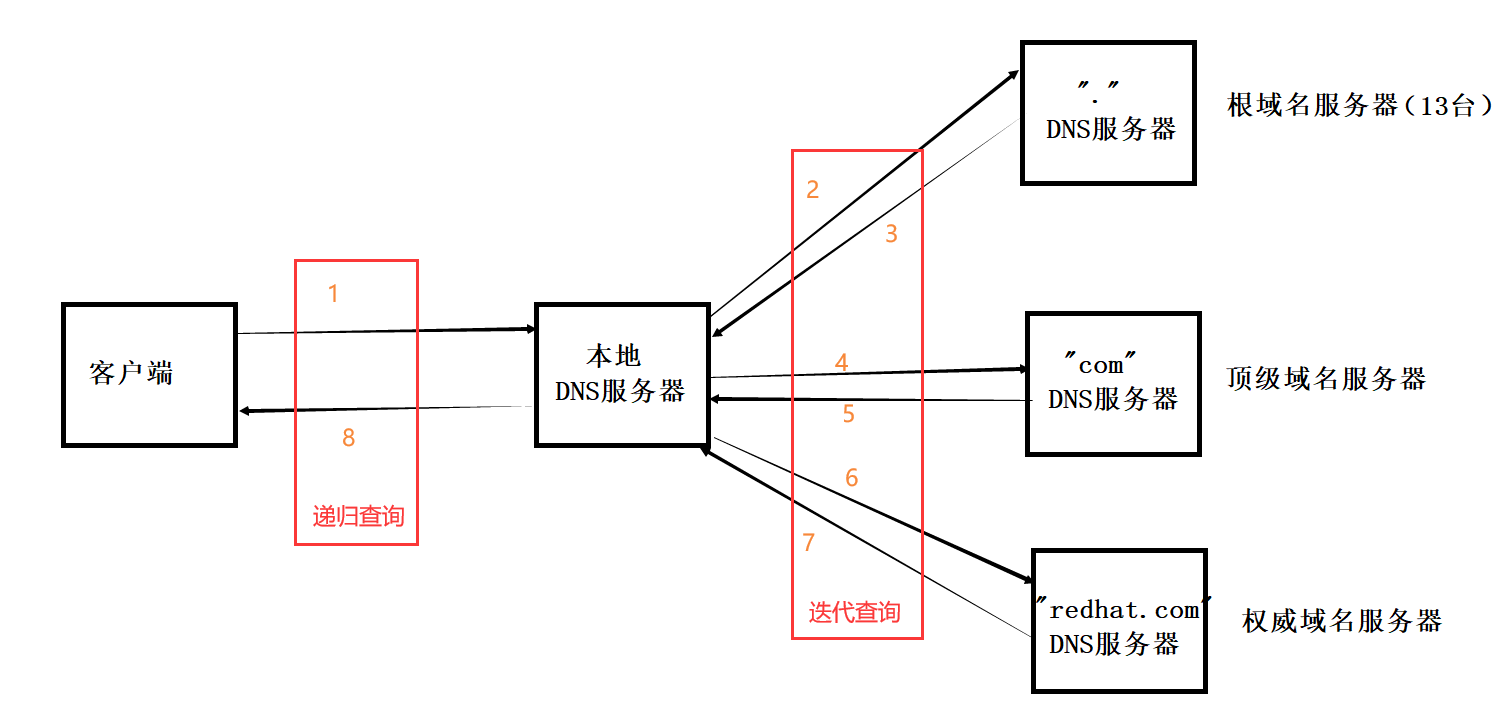 "."
DNS服务器
根域名服务器(13台)
2
3
1
客户端
本地
DNS服务器
4
"com"
DNS服务器
顶级域名服务器
5
8
6
递归查询
7
迭代查询
"redhat.com"
DNS服务器
权威域名服务器